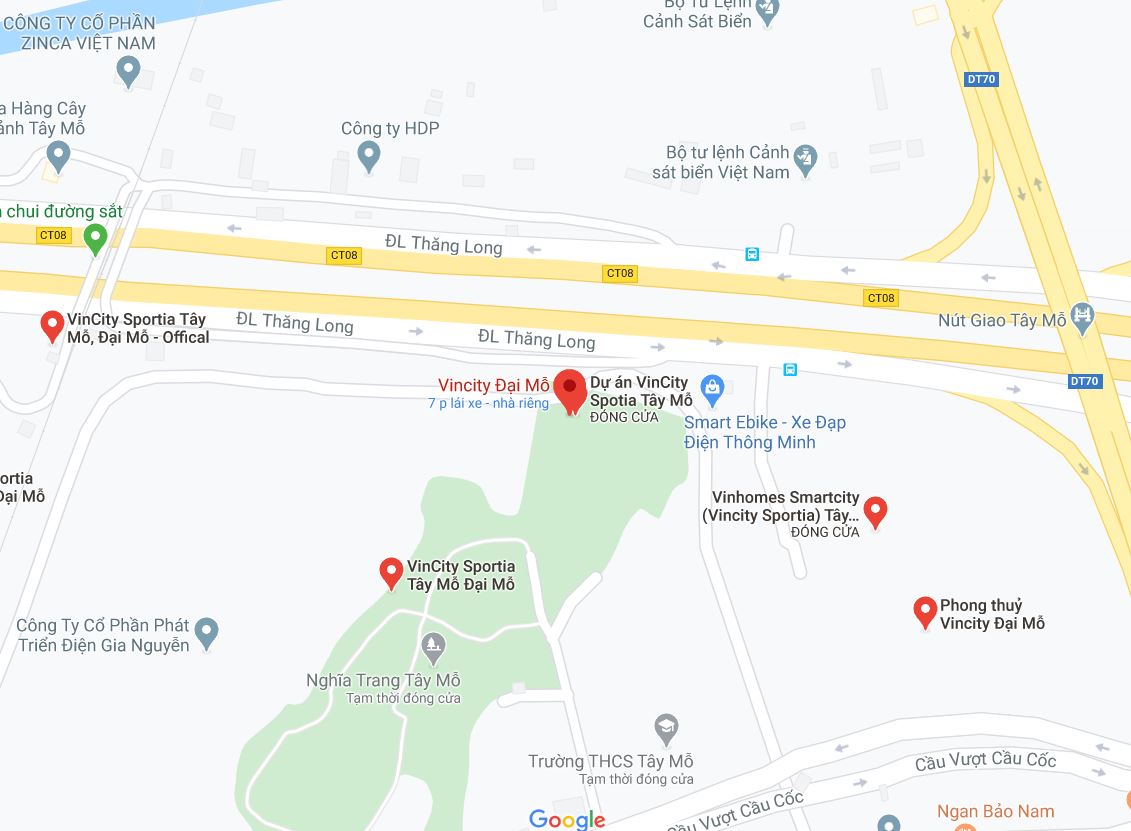 CÔNG TY CỔ PHẦN
ZINCA VIỆT NAM
Bộ Tư Lệnh
Cảnh Sát Biển
DT70
a Hàng Cây
ảnh Tây Mỗ
Công ty HDP
Bộ tư lệnh Cảnh
sát biển Việt Nam
chui đường sắt
CT08
ĐL Thăng Long
CT08
CT08
CT08
VinCity Sportia Tây
Mỗ, Đại Mỗ - Offical
ĐL Thăng Long
ĐL Thăng Long
Nút Giao Tây Mỗ
DT70
Vincity Đại Mỗ
7 p lái xe - nhà riêng
Dự án VinCity
Spotia Tây Mỗ
ĐÓNG CỬA
Smart Ebike - Xe Đạp
Điện Thông Minh
ortia
Đại Mỗ
Vinhomes Smartcity
(Vincity Sportia) Tây...
ĐÓNG CỬA
VinCity Sportia
Tây Mỗ Đại Mỗ
Phong thuỷ
Vincity Đại Mỗ
Công Ty Cổ Phần Phát
Triển Điện Gia Nguyễn
Nghĩa Trang Tây Mỗ
Tạm thời đóng cửa
Trường THCS Tây Mỗ
Tạm thời đóng cửa
Cầu Vượt Cầu Cốc
Cầu Vượt Cầu Cốc
Google
Ngan Bảo Nam